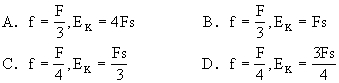 A. f = F/3, E_K = 4Fs B. f = F/3, E_K = Fs
C. f = F/4, E_K = Fs/3 D. f = F/4, E_K = 3Fs/4